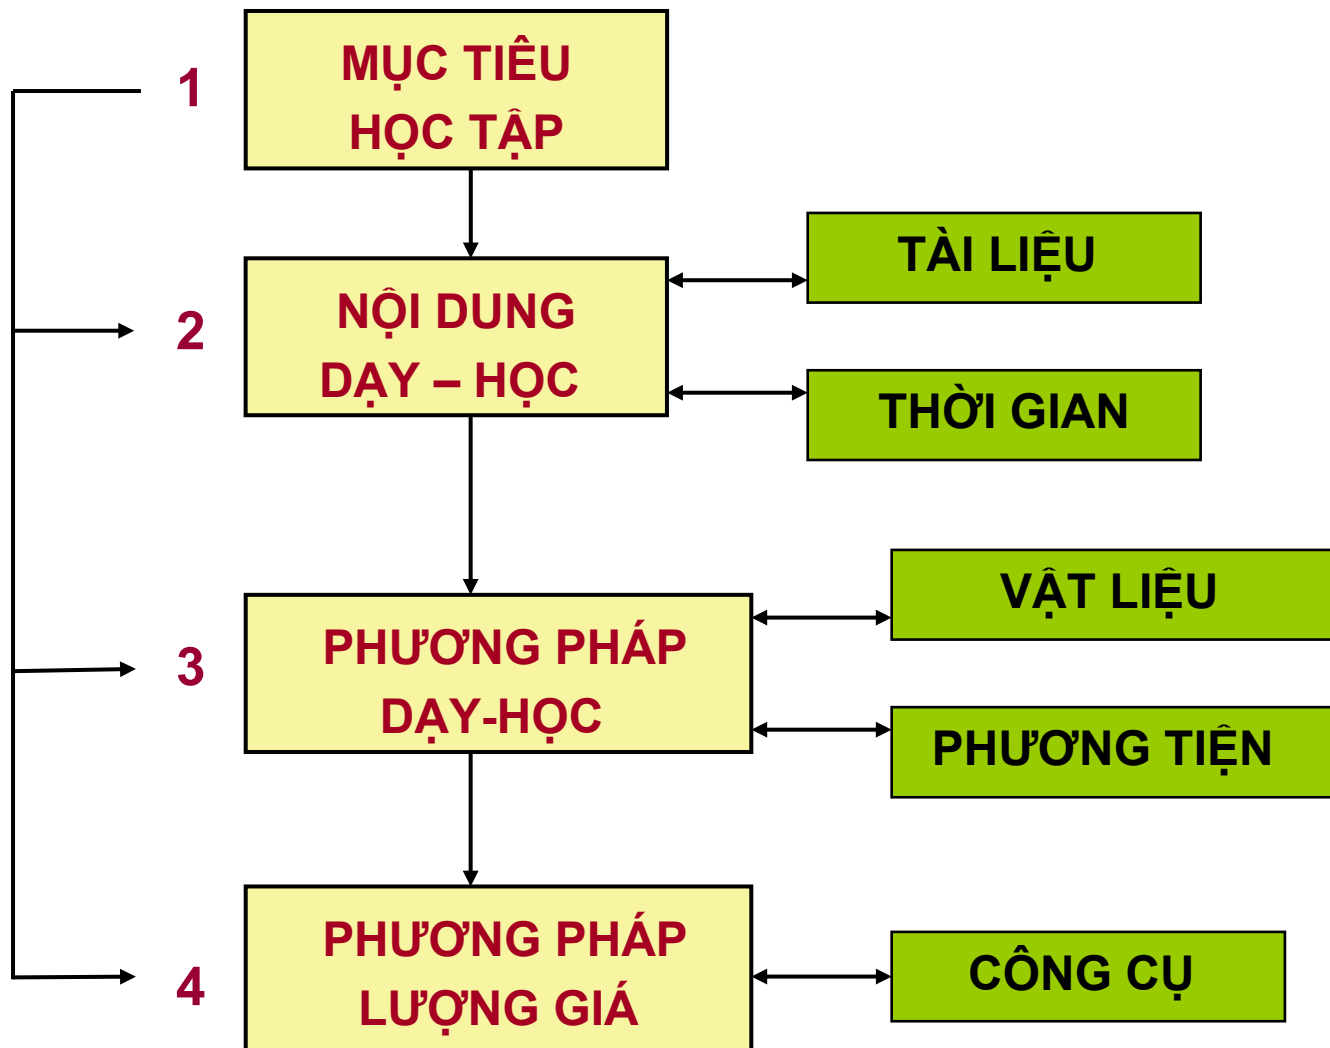 1
MỤC TIÊU
HỌC TẬP
2
NỘI DUNG
DẠY – HỌC
TÀI LIỆU
THỜI GIAN
3
PHƯƠNG PHÁP
DẠY-HỌC
VẬT LIỆU
PHƯƠNG TIỆN
4
PHƯƠNG PHÁP
LƯỢNG GIÁ
CÔNG CỤ